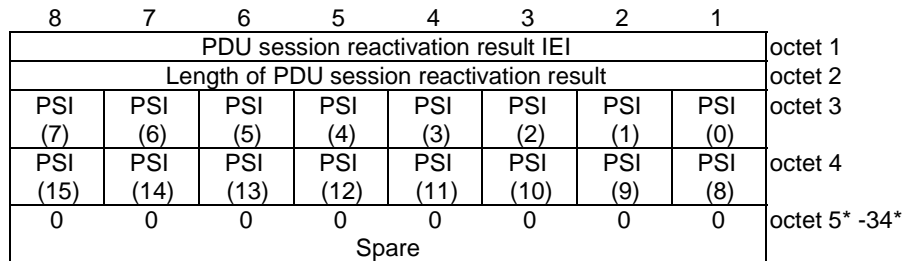 8 7 6 5 4 3 2 1
PDU session reactivation result IEI octet 1
Length of PDU session reactivation result octet 2
PSI PSI PSI PSI PSI PSI PSI PSI octet 3
(7) (6) (5) (4) (3) (2) (1) (0)
PSI PSI PSI PSI PSI PSI PSI PSI octet 4
(15) (14) (13) (12) (11) (10) (9) (8)
0 0 0 0 0 0 0 0 octet 5* -34*
Spare